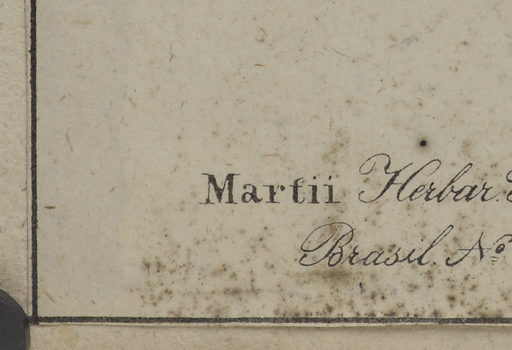 Martii Herbar.
Brasil. Nº